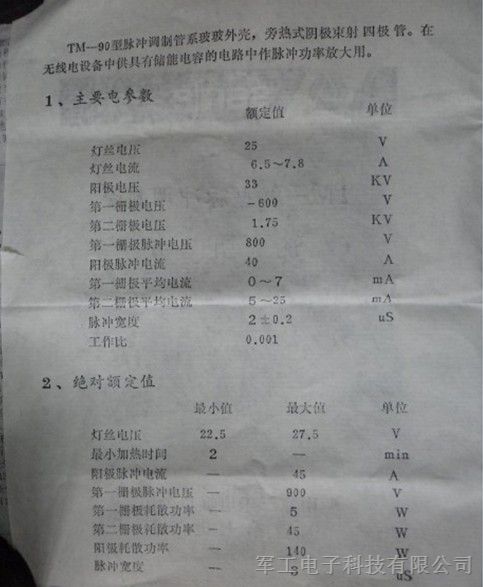 TM—90型脉冲调制管系玻玻外壳，旁热式阴极束射四极管。在
无线电设备中供具有储能电容的电路中作脉冲功率放大用。
1、主要电参数
额定值 单位
灯丝电压 25 V
灯丝电流 6.5~7.8 A
阳极电压 33 KV
第一栅极电压 -600 V
第二栅极电压 1.75 KV
第一栅极脉冲电压 800 V
阳极脉冲电流 40 A
第一栅极平均电流 0~7 mA
第二栅极平均电流 5~25 mA
脉冲宽度 2±0.2 uS
工作比 0.001
2、绝对额定值
最小值 最大值 单位
灯丝电压 22.5 27.5 V
最小加热时间 2 — min
阳极脉冲电流 — 45 A
第一栅极脉冲电压 — 900 V
第一栅极耗散功率 — 5 W
第二栅极耗散功率 — 45 W
阳极耗散功率 — 140 W
脉冲宽度 — 3 uS
军工电子科技有限公司